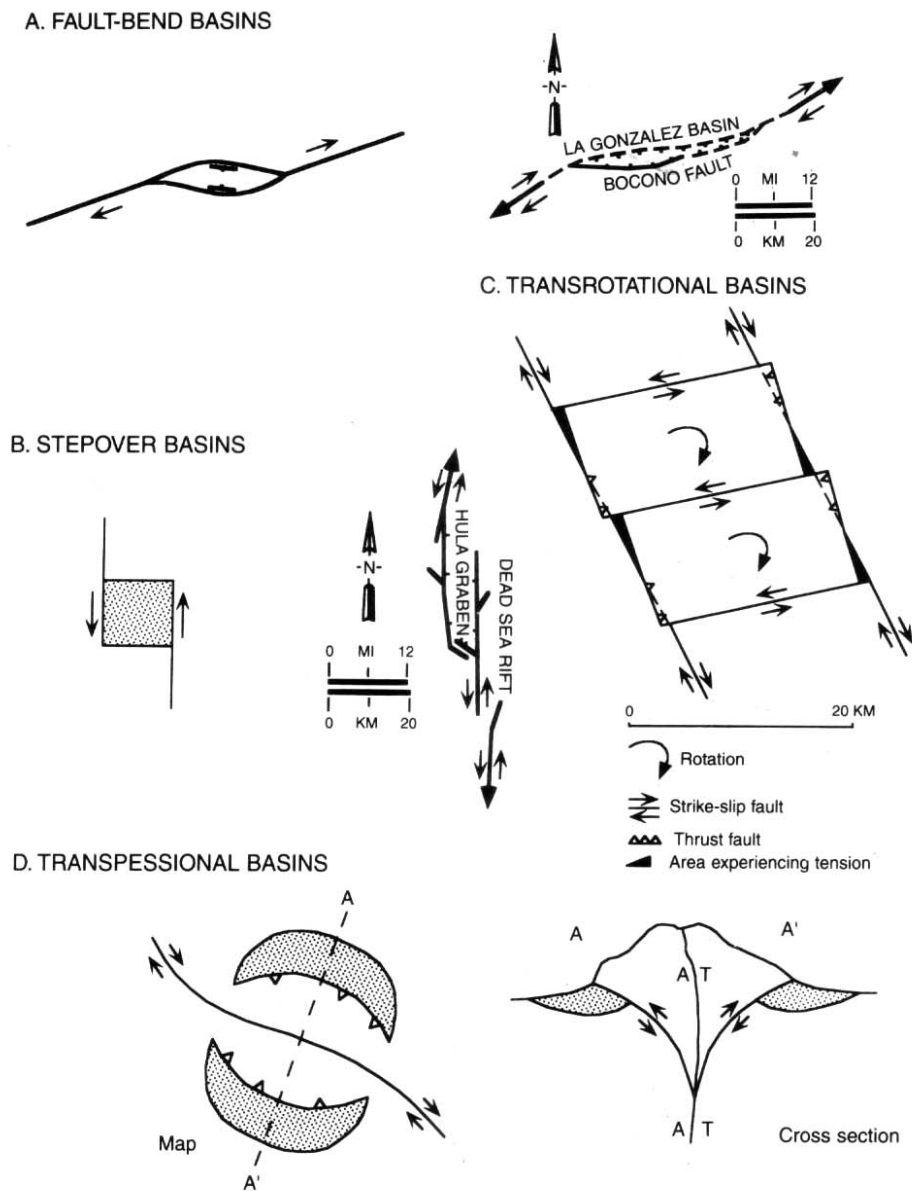 A. FAULT-BEND BASINS
-N-
LA GONZALEZ BASIN
BOCONO FAULT
0 MI 12
0 KM 20
C. TRANSROTATIONAL BASINS
B. STEPOVER BASINS
-N-
HULA GRABEN
DEAD SEA RIFT
0 MI 12
0 KM 20
0 20 KM
Rotation
Strike-slip fault
Thrust fault
Area experiencing tension
D. TRANSPESSIONAL BASINS
A
A'
Map
A
A'
A T
A T
Cross section